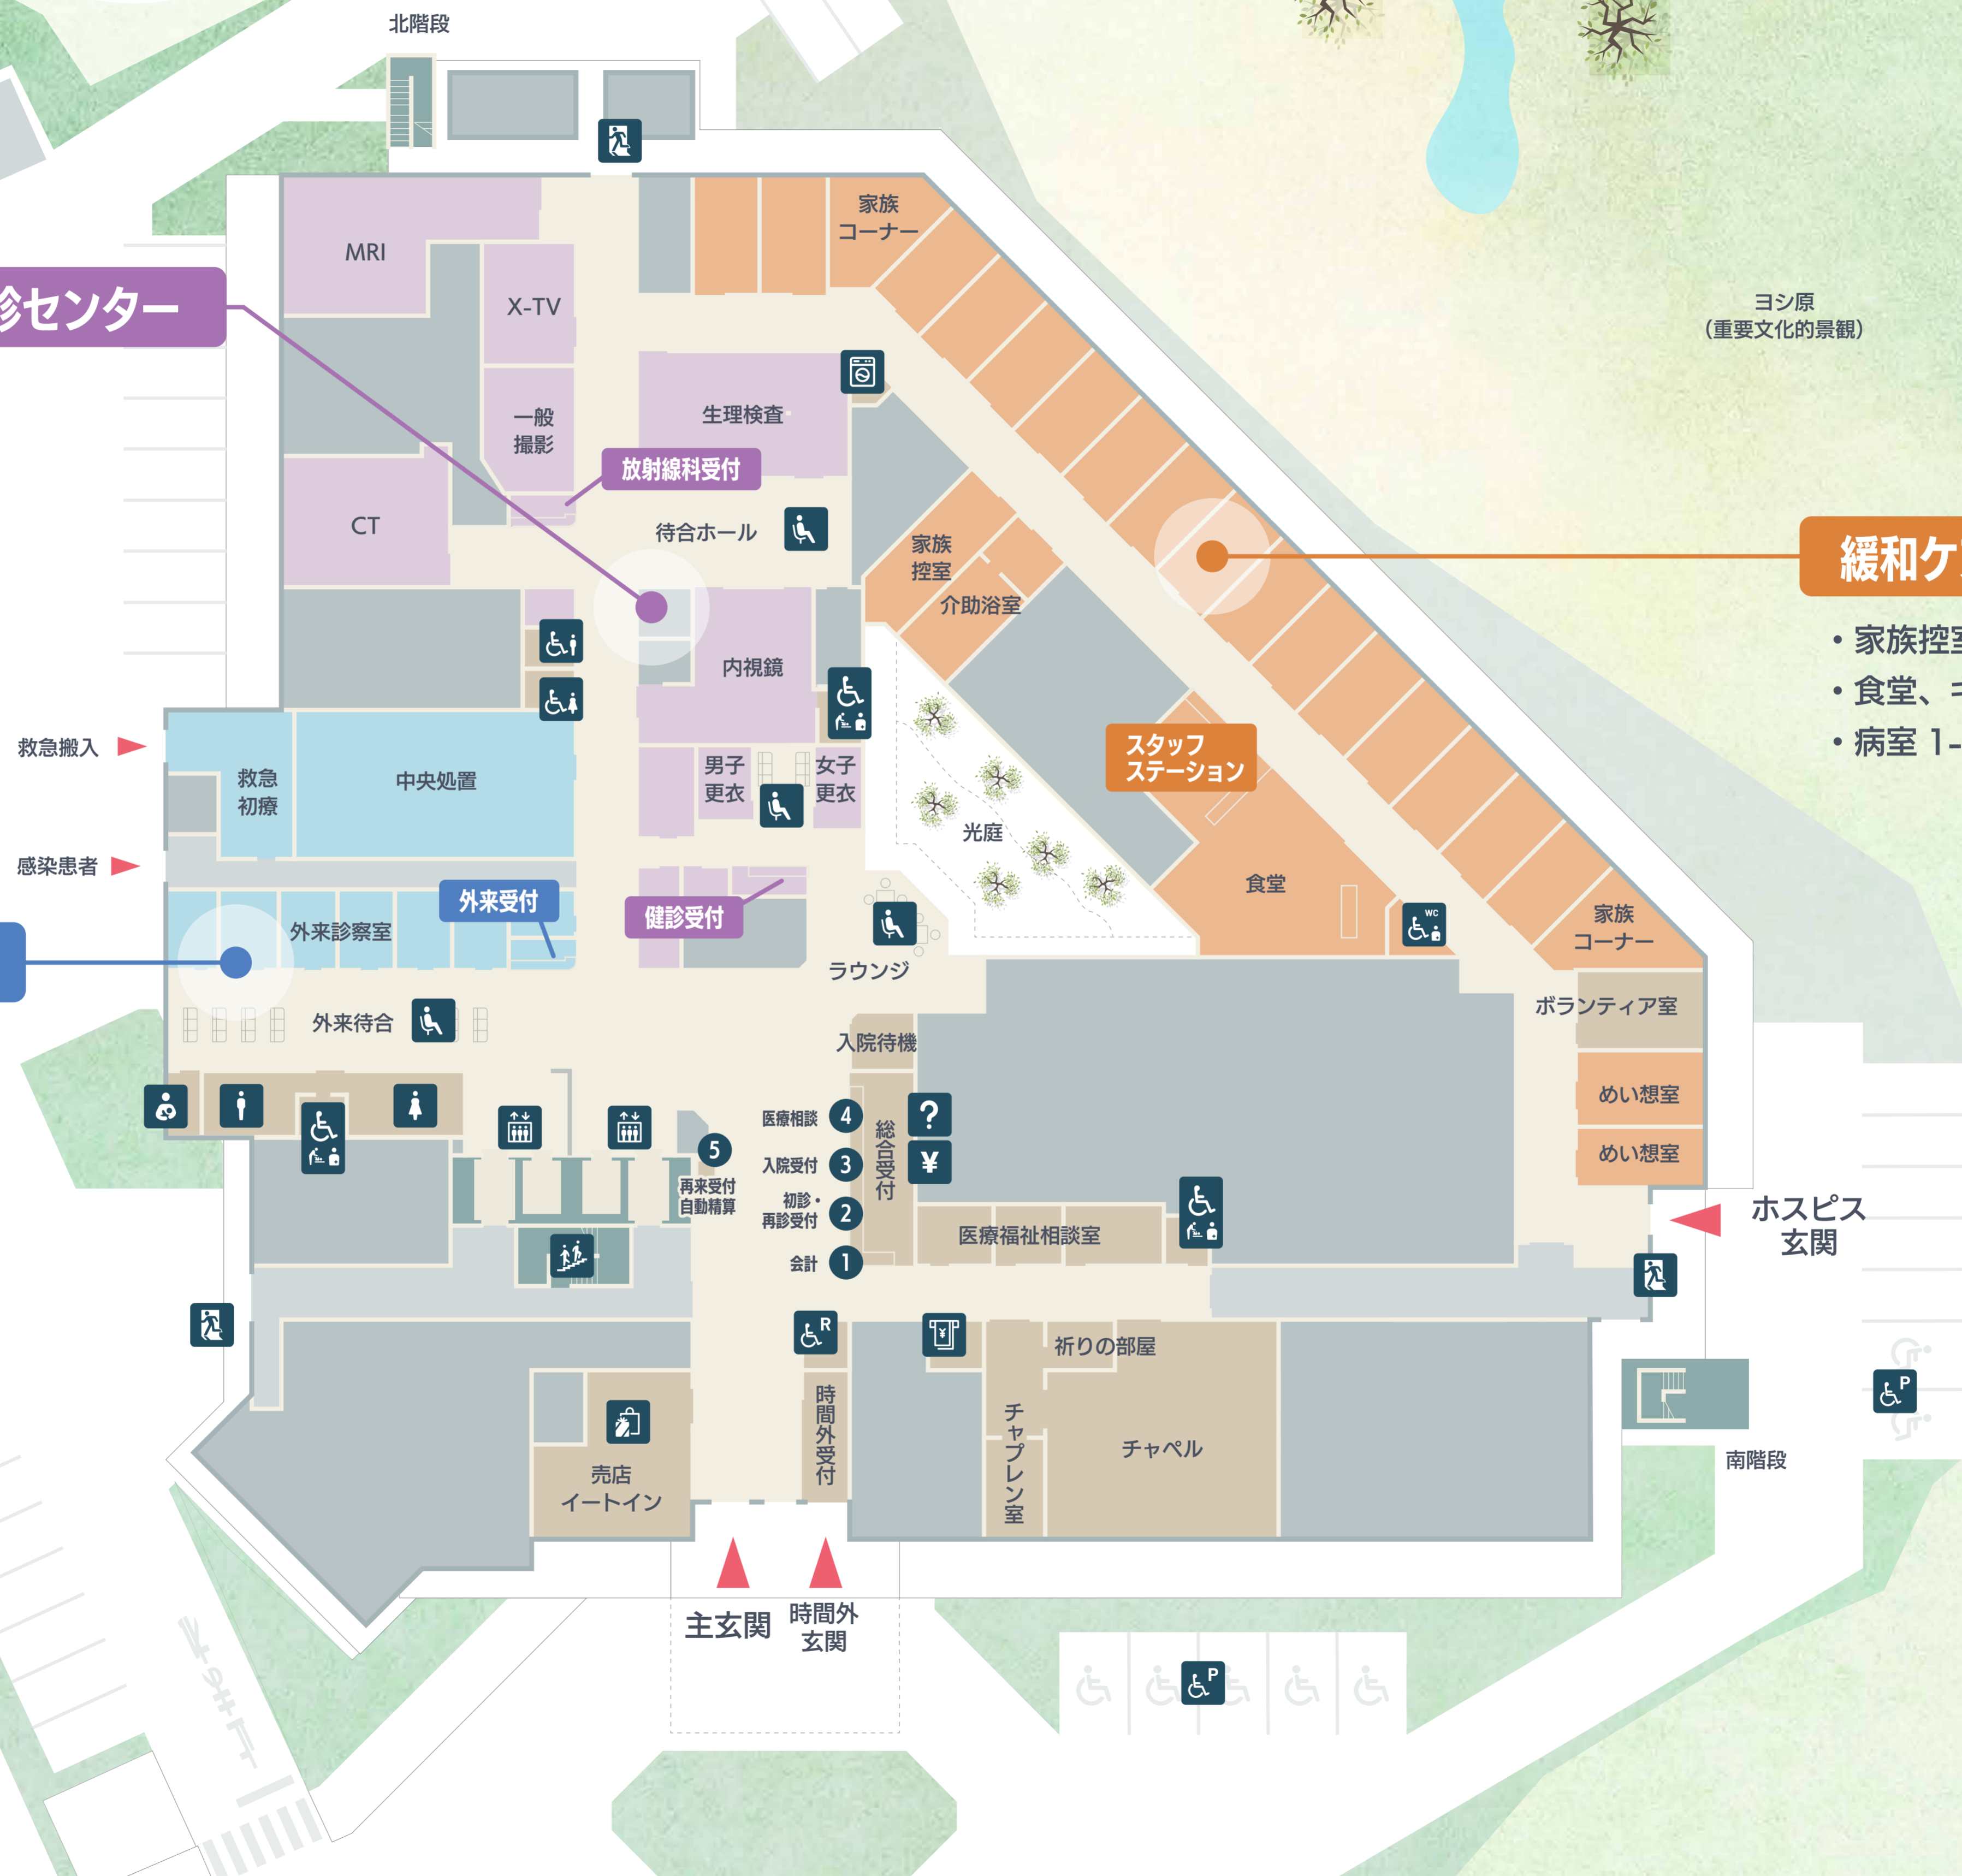 北階段
MRI
X-TV
家族
コーナー
診センター
ヨシ原
(重要文化的景観)
一般
撮影
生理検査
放射線科受付
CT
待合ホール
家族
控室
介助浴室
緩和ケ
・家族控室
・食堂、キ
・病室 1-
内視鏡
救急搬入
救急
初療
中央処置
男子
更衣
女子
更衣
スタッフ
ステーション
光庭
感染患者
外来受付
健診受付
食堂
WC
家族
コーナー
外来診察室
ラウンジ
外来待合
入院待機
ボランティア室
めい想室
めい想室
医療相談 4
入院受付 3
初診・
再診受付 2
会計 1
総合受付
?
¥
5
再来受付
自動精算
医療福祉相談室
ホスピス
玄関
R
¥
祈りの部屋
時間外受付
チャプレン室
チャペル
売店
イートイン
P
南階段
主玄関
時間外
玄関
P